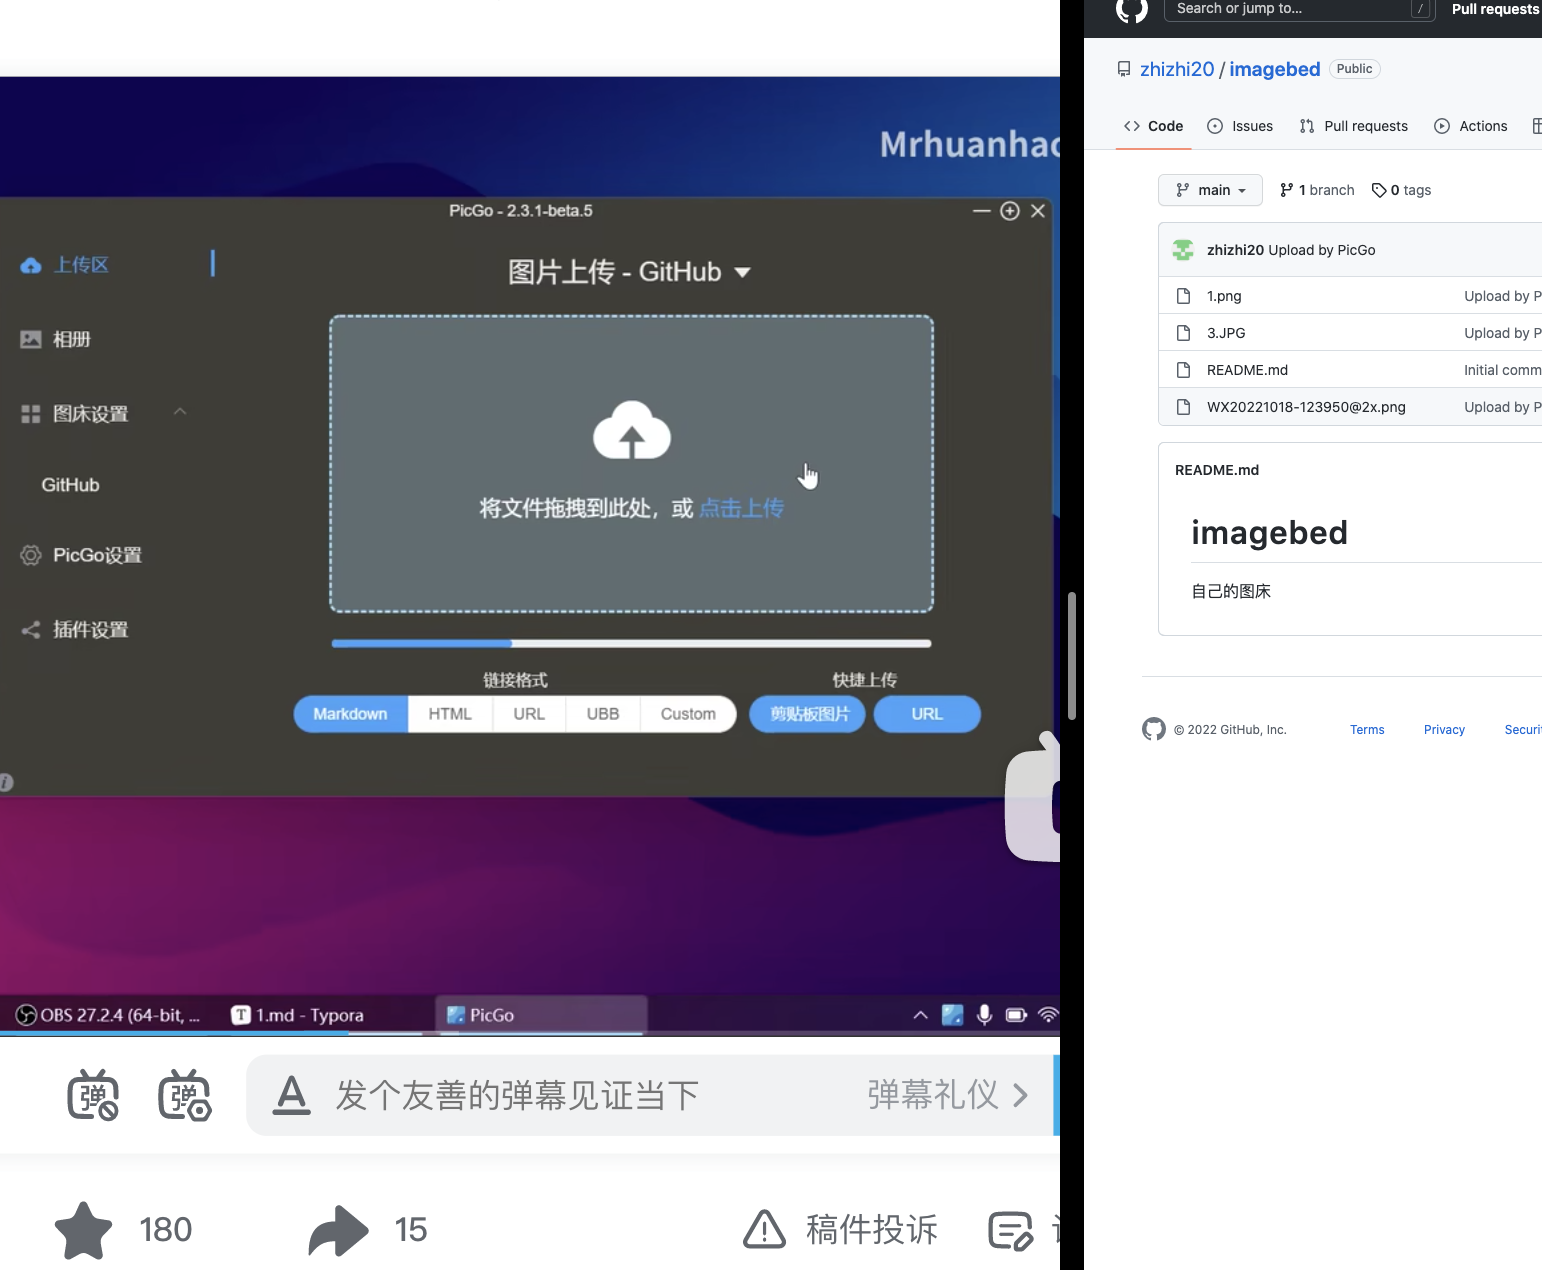 Mrhuanhao
PicGo - 2.3.1-beta.5
上传区
图片上传 - GitHub
相册
图床设置
GitHub
将文件拖拽到此处，或 点击上传
PicGo设置
插件设置
链接格式
快捷上传
Markdown
HTML
URL
UBB
Custom
剪贴板图片
URL
OBS 27.2.4 (64-bit, ...
1.md - Typora
PicGo
弹
弹
发个友善的弹幕见证当下
弹幕礼仪
180
15
稿件投诉
Search or jump to...
/
Pull requests
zhizhi20 / imagebed
Public
Code
Issues
Pull requests
Actions
main
1 branch
0 tags
zhizhi20 Upload by PicGo
1.png
Upload by P
3.JPG
Upload by P
README.md
Initial comm
WX20221018-123950@2x.png
Upload by P
README.md
imagebed
自己的图床
© 2022 GitHub, Inc.
Terms
Privacy
Securit